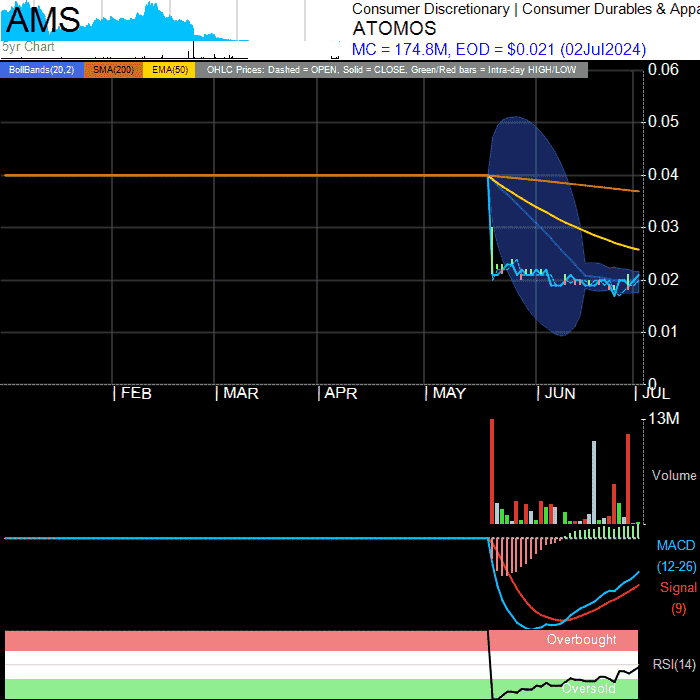 AMS
Consumer Discretionary | Consumer Durables & Appa
ATOMOS
5yr Chart
MC = 174.8M, EOD = $0.021 (02Jul2024)
BollBands(20,2) SMA(200) EMA(50) OHLC Prices: Dashed = OPEN, Solid = CLOSE, Green/Red bars = Intra-day HIGH/LOW
0.06
0.05
0.04
0.03
0.02
0.01
0
| FEB | MAR | APR | MAY | JUN | JUL
13M
Volume
MACD
(12-26)
Signal
(9)
Overbought
RSI(14)
Oversold